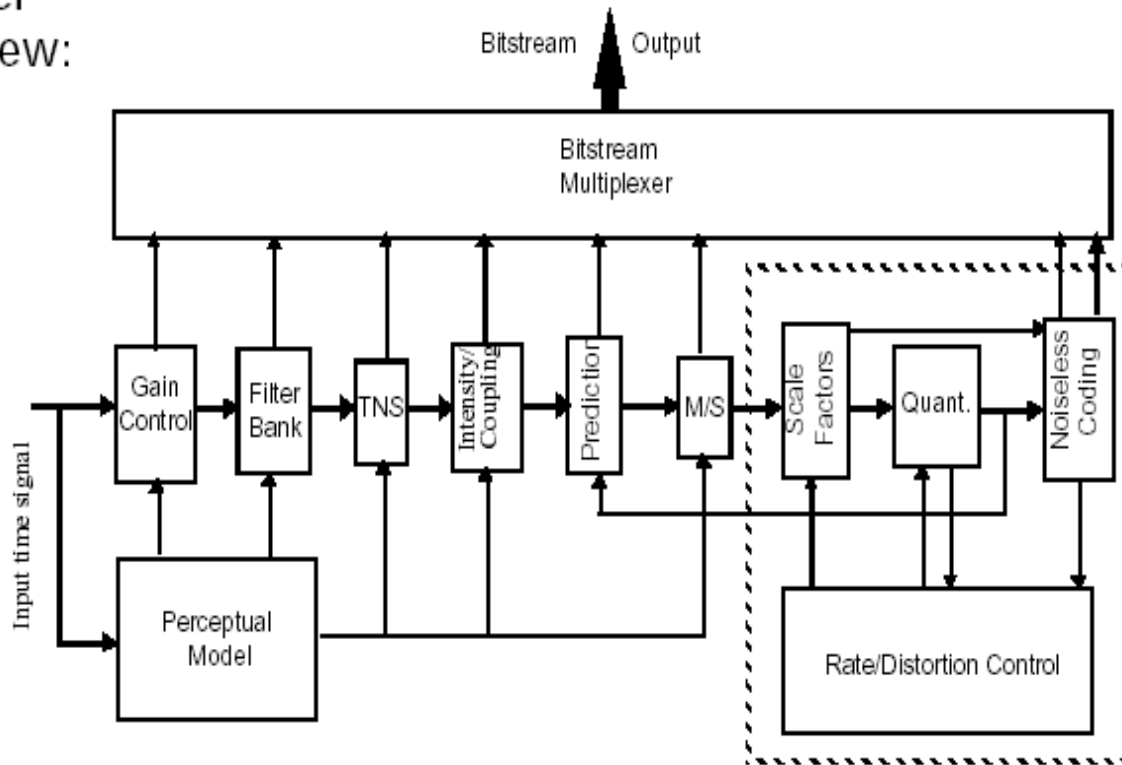 ew:
Bitstream Output
Bitstream
Multiplexer
Gain
Control
Filter
Bank
TNS
Intensity/
Coupling
Prediction
M/S
Scale
Factors
Quant.
Noiseless
Coding
Input time signal
Perceptual
Model
Rate/Distortion Control